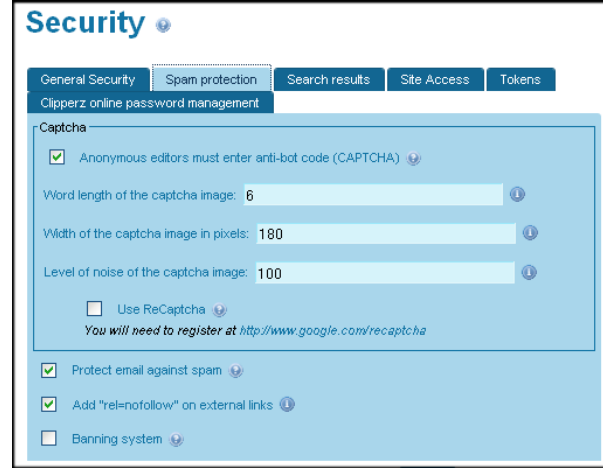 Security
General Security Spam protection Search results Site Access Tokens
Clipperz online password management
Captcha
Anonymous editors must enter anti-bot code (CAPTCHA)
Word length of the captcha image: 6
Width of the captcha image in pixels: 180
Level of noise of the captcha image: 100
Use ReCaptcha
You will need to register at http://www.google.com/recaptcha
Protect email against spam
Add "rel=nofollow" on external links
Banning system